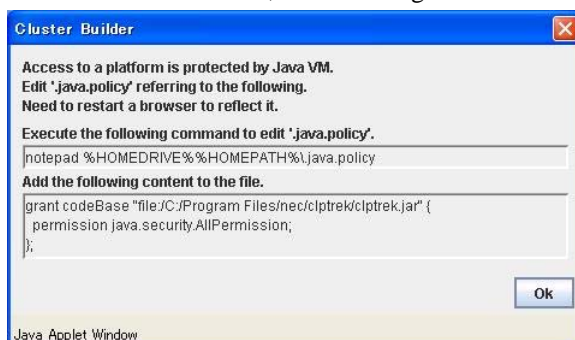 Cluster Builder
Access to a platform is protected by Java VM.
Edit '.java.policy' referring to the following.
Need to restart a browser to reflect it.
Execute the following command to edit '.java.policy'.
notepad %HOMEDRIVE%%HOMEPATH%\.java.policy
Add the following content to the file.
grant codeBase "file:/C:/Program Files/nec/clptrek/clptrek.jar" {
permission java.security.AllPermission;
};
Ok
Java Applet Window